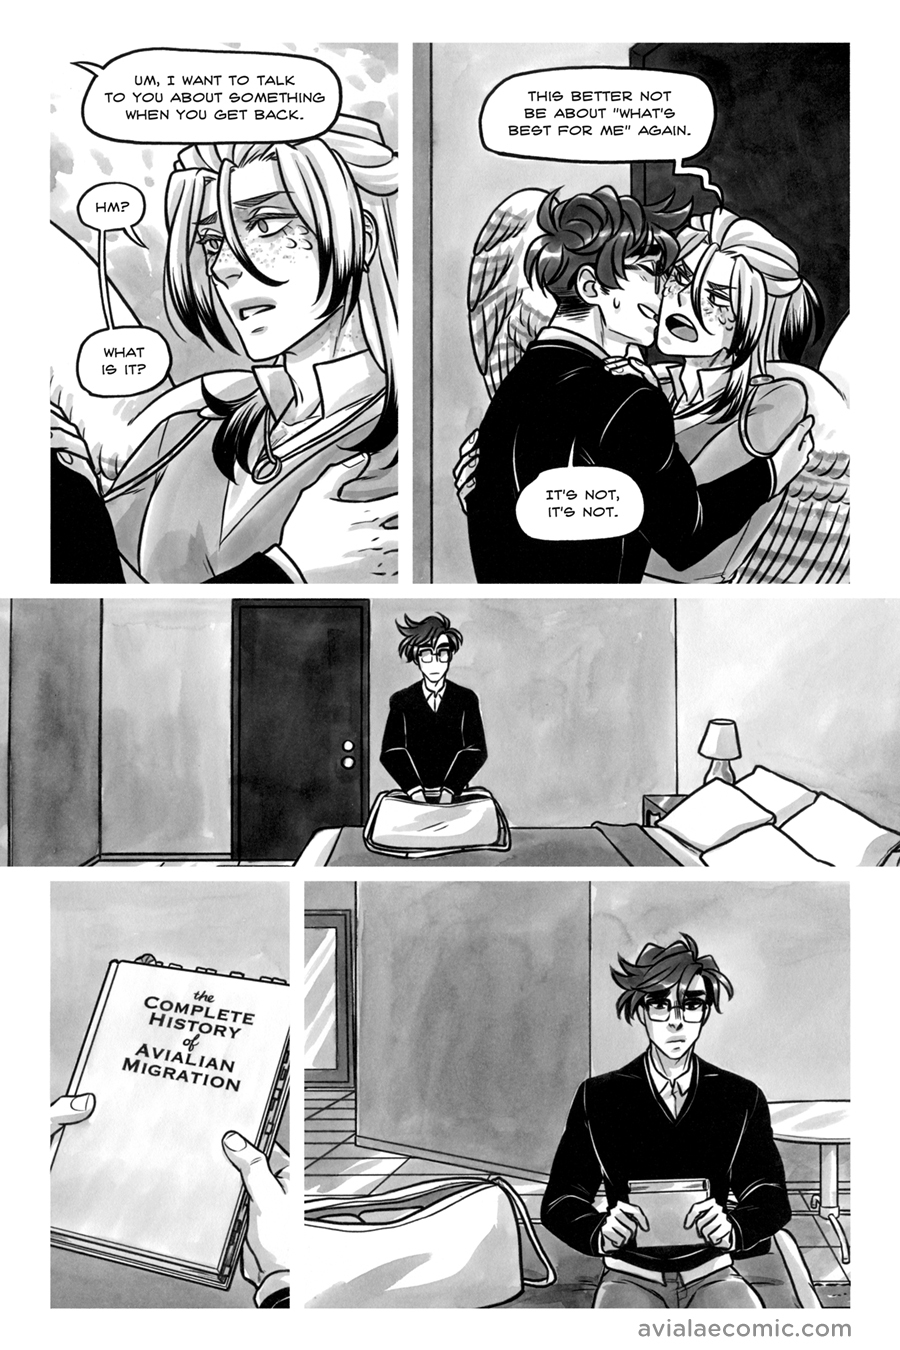 UM, I WANT TO TALK
TO YOU ABOUT SOMETHING
WHEN YOU GET BACK.
HM?
WHAT
IS IT?
THIS BETTER NOT
BE ABOUT "WHAT'S
BEST FOR ME" AGAIN.
IT'S NOT,
IT'S NOT.
the
COMPLETE
HISTORY
of
AVIALIAN
MIGRATION
avialaecomic.com